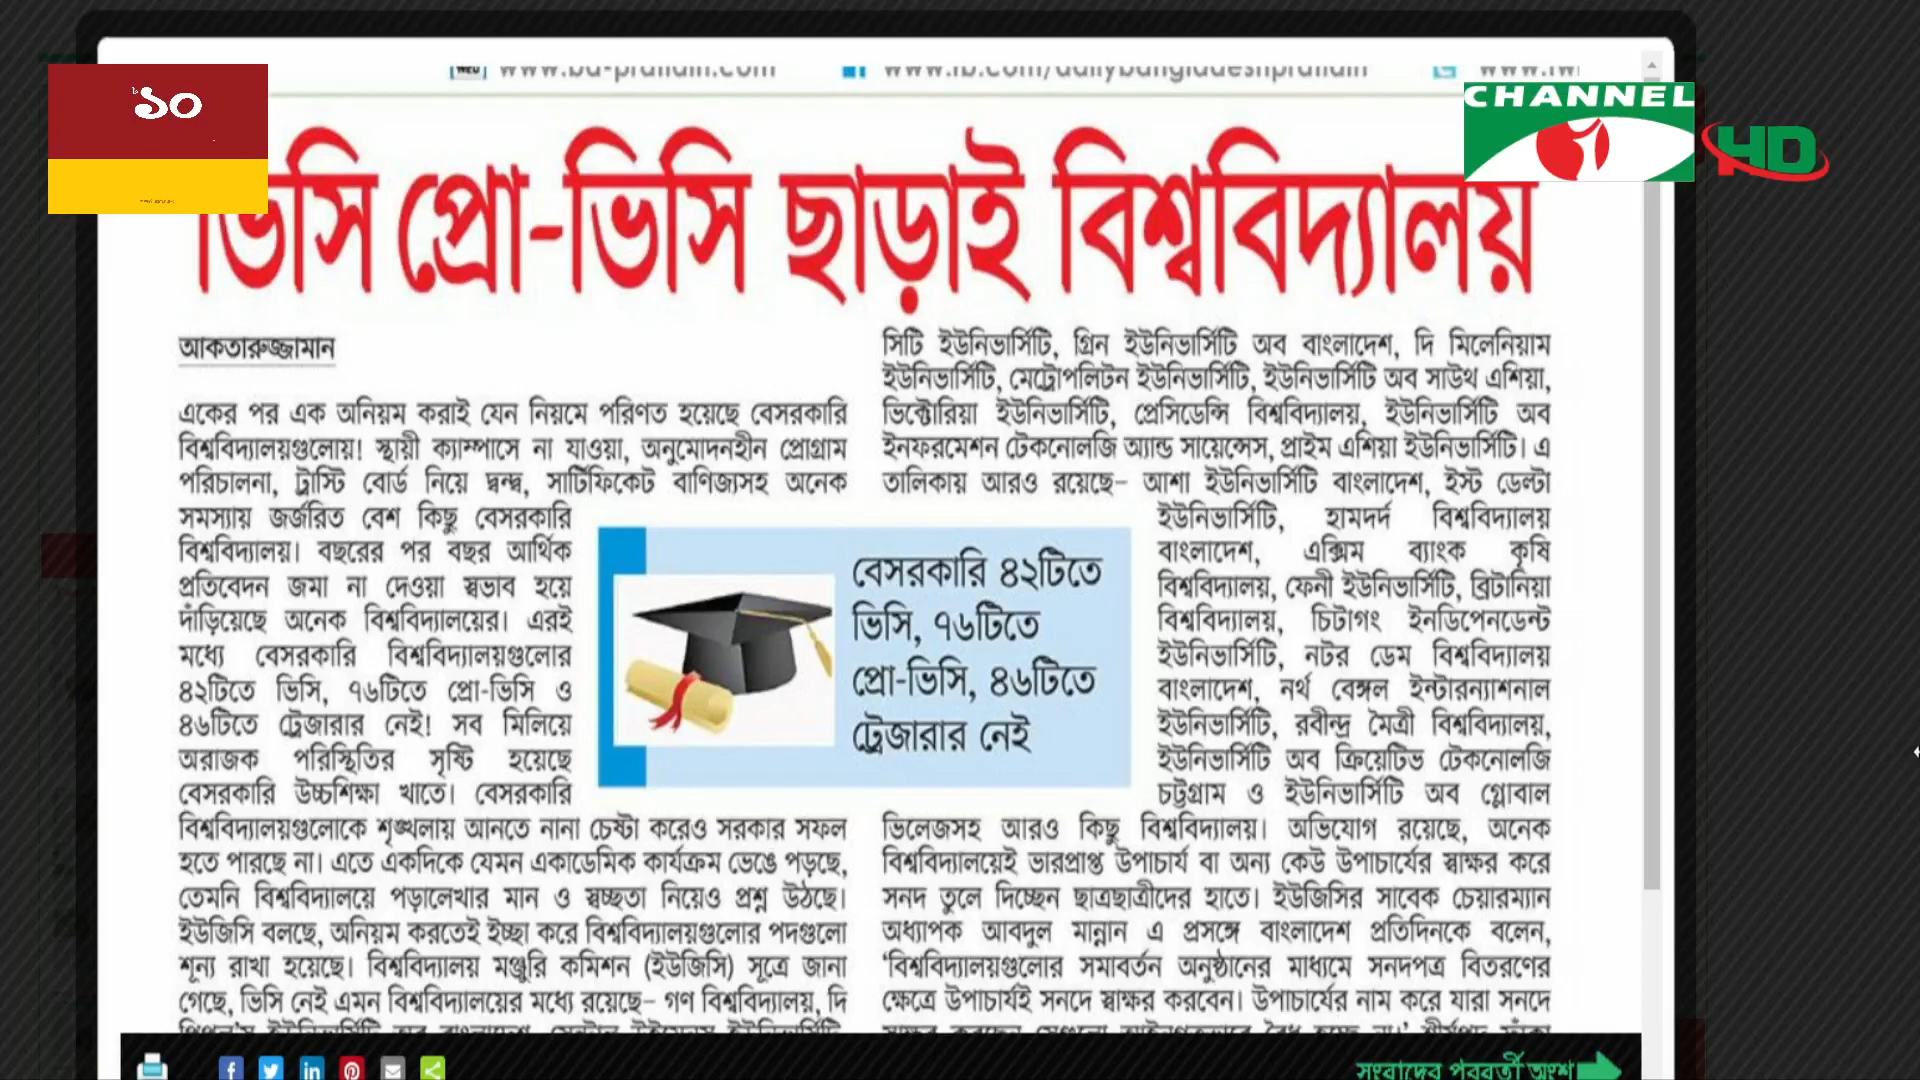 www.bd-pratidin.com
www.fb.com/dailybangladeshpratidin
১০
CHANNEL
HD
ভিসি প্রো-ভিসি ছাড়াই বিশ্ববিদ্যালয়
আকতারুজ্জামান
একের পর এক অনিয়ম করাই যেন নিয়মে পরিণত হয়েছে বেসরকারি
বিশ্ববিদ্যালয়গুলোয়! স্থায়ী ক্যাম্পাসে না যাওয়া, অনুমোদনহীন প্রোগ্রাম
পরিচালনা, ট্রাস্টি বোর্ড নিয়ে দ্বন্দ্ব, সার্টিফিকেট বাণিজ্যসহ অনেক
সমস্যায় জর্জরিত বেশ কিছু বেসরকারি
বিশ্ববিদ্যালয়। বছরের পর বছর আর্থিক
প্রতিবেদন জমা না দেওয়া স্বভাব হয়ে
দাঁড়িয়েছে অনেক বিশ্ববিদ্যালয়ের। এরই
মধ্যে বেসরকারি বিশ্ববিদ্যালয়গুলোর
৪২টিতে ভিসি, ৭৬টিতে প্রো-ভিসি ও
৪৬টিতে ট্রেজারার নেই! সব মিলিয়ে
অরাজক পরিস্থিতির সৃষ্টি হয়েছে
বেসরকারি উচ্চশিক্ষা খাতে। বেসরকারি
বিশ্ববিদ্যালয়গুলোকে শৃঙ্খলায় আনতে নানা চেষ্টা করেও সরকার সফল
হতে পারছে না। এতে একদিকে যেমন একাডেমিক কার্যক্রম ভেঙে পড়ছে,
তেমনি বিশ্ববিদ্যালয়ে পড়ালেখার মান ও স্বচ্ছতা নিয়েও প্রশ্ন উঠছে।
ইউজিসি বলছে, অনিয়ম করতেই ইচ্ছা করে বিশ্ববিদ্যালয়গুলোর পদগুলো
শূন্য রাখা হয়েছে। বিশ্ববিদ্যালয় মঞ্জুরি কমিশন (ইউজিসি) সূত্রে জানা
গেছে, ভিসি নেই এমন বিশ্ববিদ্যালয়ের মধ্যে রয়েছে- গণ বিশ্ববিদ্যালয়, দি
বেসরকারি ৪২টিতে
ভিসি, ৭৬টিতে
প্রো-ভিসি, ৪৬টিতে
ট্রেজারার নেই
সিটি ইউনিভার্সিটি, গ্রিন ইউনিভার্সিটি অব বাংলাদেশ, দি মিলেনিয়াম
ইউনিভার্সিটি, মেট্রোপলিটন ইউনিভার্সিটি, ইউনিভার্সিটি অব সাউথ এশিয়া,
ভিক্টোরিয়া ইউনিভার্সিটি, প্রেসিডেন্সি বিশ্ববিদ্যালয়, ইউনিভার্সিটি অব
ইনফরমেশন টেকনোলজি অ্যান্ড সায়েন্সেস, প্রাইম এশিয়া ইউনিভার্সিটি। এ
তালিকায় আরও রয়েছে- আশা ইউনিভার্সিটি বাংলাদেশ, ইস্ট ডেল্টা
ইউনিভার্সিটি, হামদর্দ বিশ্ববিদ্যালয়
বাংলাদেশ, এক্সিম ব্যাংক কৃষি
বিশ্ববিদ্যালয়, ফেনী ইউনিভার্সিটি, ব্রিটানিয়া
বিশ্ববিদ্যালয়, চিটাগং ইনডিপেনডেন্ট
ইউনিভার্সিটি, নটর ডেম বিশ্ববিদ্যালয়
বাংলাদেশ, নর্থ বেঙ্গল ইন্টারন্যাশনাল
ইউনিভার্সিটি, রবীন্দ্র মৈত্রী বিশ্ববিদ্যালয়,
ইউনিভার্সিটি অব ক্রিয়েটিভ টেকনোলজি
চট্টগ্রাম ও ইউনিভার্সিটি অব গ্লোবাল
ভিলেজসহ আরও কিছু বিশ্ববিদ্যালয়। অভিযোগ রয়েছে, অনেক
বিশ্ববিদ্যালয়েই ভারপ্রাপ্ত উপাচার্য বা অন্য কেউ উপাচার্যের স্বাক্ষর করে
সনদ তুলে দিচ্ছেন ছাত্রছাত্রীদের হাতে। ইউজিসির সাবেক চেয়ারম্যান
অধ্যাপক আবদুল মান্নান এ প্রসঙ্গে বাংলাদেশ প্রতিদিনকে বলেন,
‘বিশ্ববিদ্যালয়গুলোর সমাবর্তন অনুষ্ঠানের মাধ্যমে সনদপত্র বিতরণের
ক্ষেত্রে উপাচার্যই সনদে স্বাক্ষর করবেন। উপাচার্যের নাম করে যারা সনদে
সংবাদের পরবর্তী অংশ